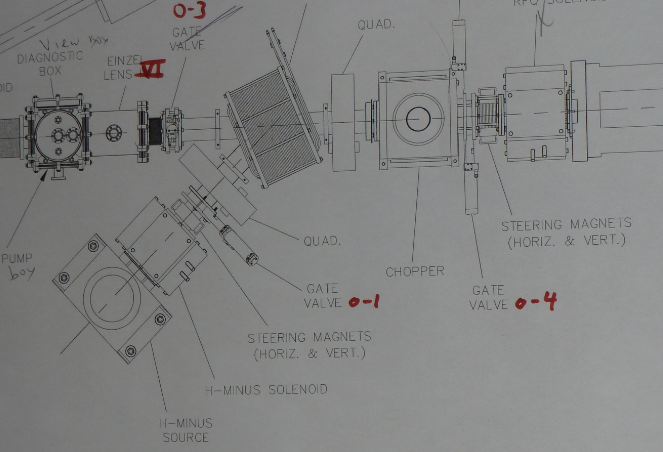 0-3
GATE
VALVE
QUAD.
View
DIAGNOSTIC
BOX
EINZEL
LENS VI
STEERING MAGNETS
(HORIZ. & VERT.)
QUAD.
CHOPPER
PUMP
boy
GATE
VALVE 0-1
GATE
VALVE 0-4
STEERING MAGNETS
(HORIZ. & VERT.)
H-MINUS SOLENOID
H-MINUS
SOURCE